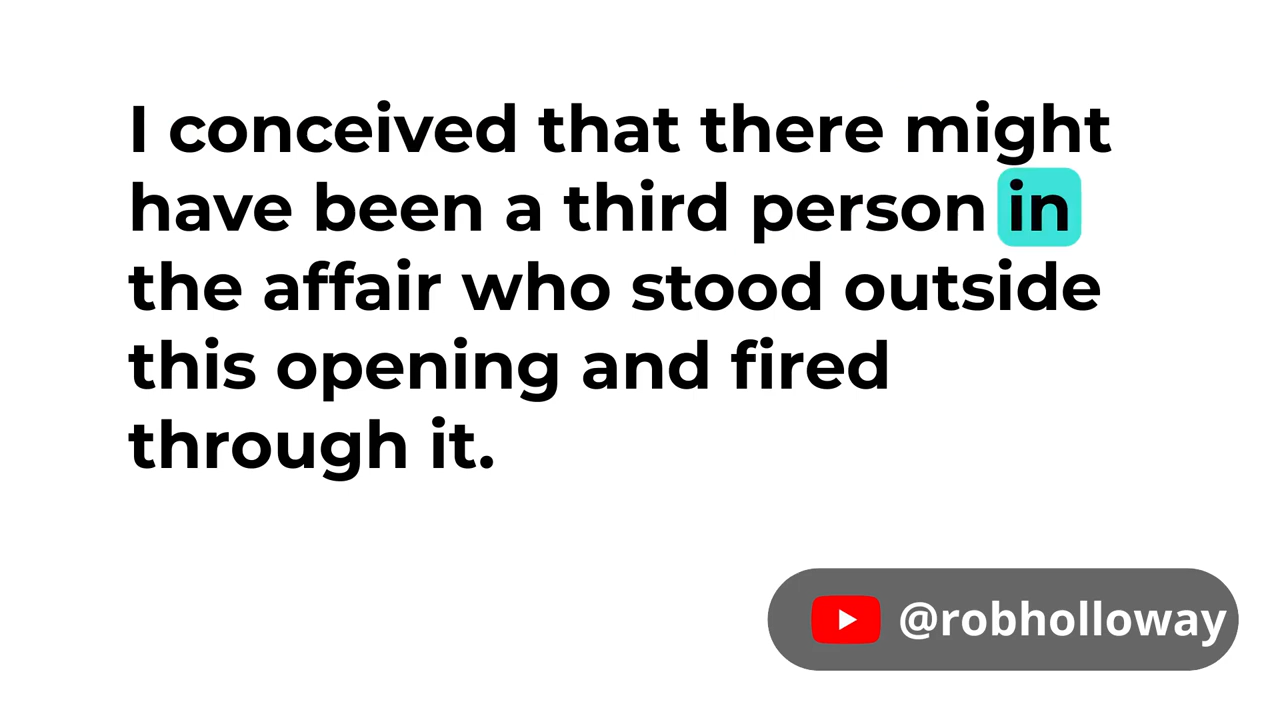 I conceived that there might
have been a third person in
the affair who stood outside
this opening and fired
through it.
@robholloway